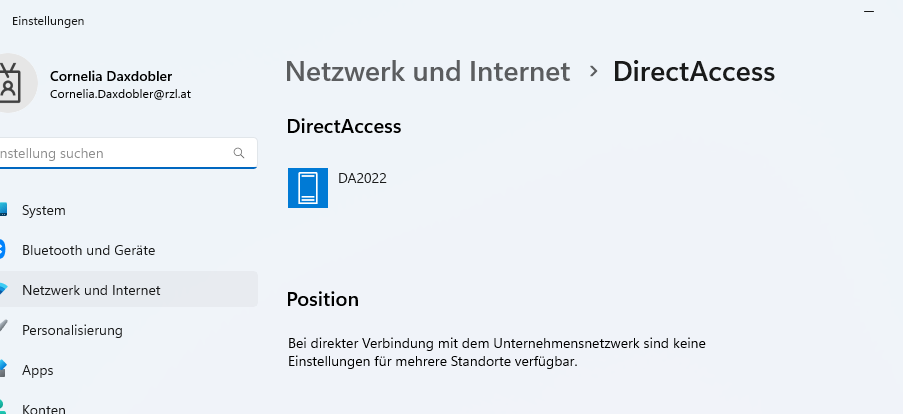 Einstellungen
Cornelia Daxdobler
Cornelia.Daxdobler@rzl.at
nstellung suchen
System
Bluetooth und Geräte
Netzwerk und Internet
Personalisierung
Apps
Konten
Netzwerk und Internet > DirectAccess
DirectAccess
DA2022
Position
Bei direkter Verbindung mit dem Unternehmensnetzwerk sind keine
Einstellungen für mehrere Standorte verfügbar.